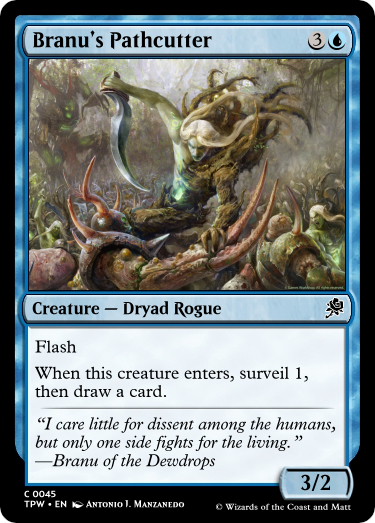 Branu's Pathcutter 3
Creature — Dryad Rogue
Flash
When this creature enters, surveil 1,
then draw a card.
"I care little for dissent among the humans,
but only one side fights for the living."
—Branu of the Dewdrops
3/2
C 0045
TPW • EN Antonio J. Manzanedo
© Wizards of the Coast and Matt